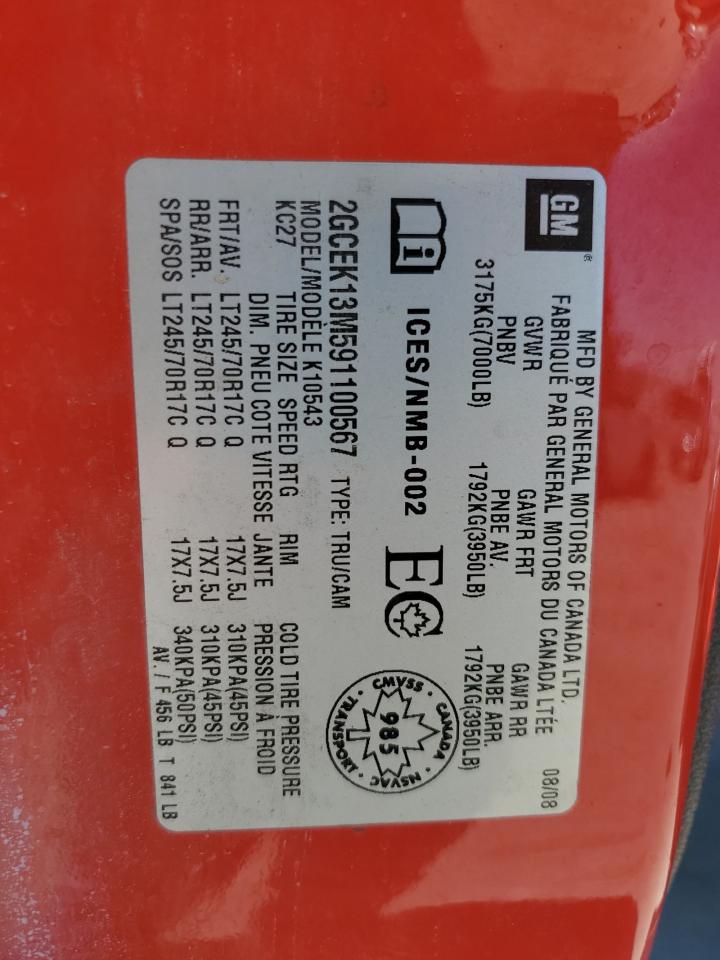 GM ®
MFD BY GENERAL MOTORS OF CANADA LTD.
FABRIQUÉ PAR GENERAL MOTORS DU CANADA LTÉE 08/08
GVWR GAWR FRT GAWR RR
PNBV PNBE AV. PNBE ARR.
3175KG(7000LB) 1792KG(3950LB) 1792KG(3950LB)
i ICES/NMB-002 EC
CMVSS · CANADA · NSVAC · TRANSPORT ·
985
1
2GCEK13M591100567 TYPE: TRU/CAM
MODEL/MODÈLE K10543
KC27 TIRE SIZE SPEED RTG RIM COLD TIRE PRESSURE
DIM. PNEU COTE VITESSE JANTE PRESSION À FROID
FRT/AV. LT245/70R17C Q 17X7.5J 310KPA(45PSI)
RR/ARR. LT245/70R17C Q 17X7.5J 310KPA(45PSI)
SPA/SOS LT245/70R17C Q 17X7.5J 340KPA(50PSI)
AV. / F 456 LB T 841 LB